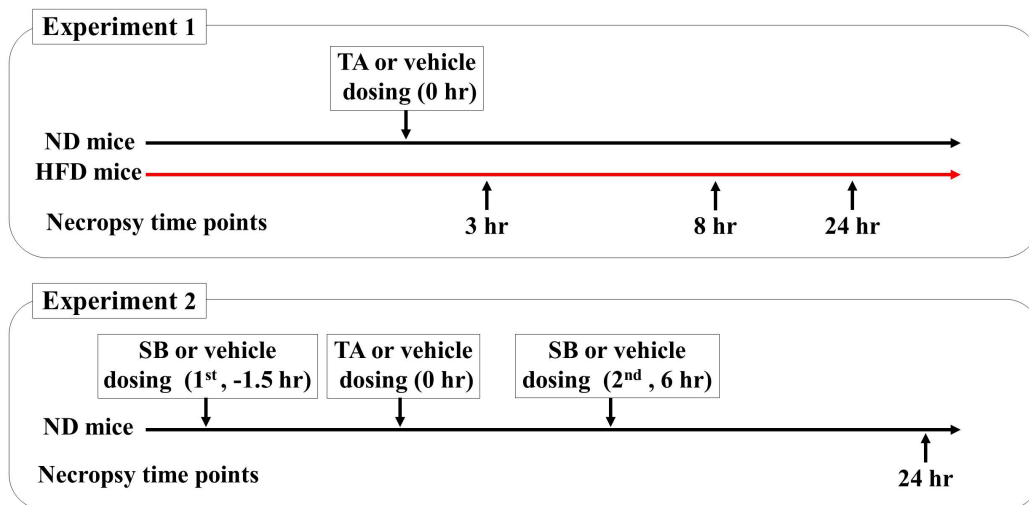 Experiment 1
TA or vehicle
dosing (0 hr)
ND mice
HFD mice
Necropsy time points
3 hr
8 hr
24 hr
Experiment 2
SB or vehicle
dosing (1st , -1.5 hr)
TA or vehicle
dosing (0 hr)
SB or vehicle
dosing (2nd , 6 hr)
ND mice
Necropsy time points
24 hr